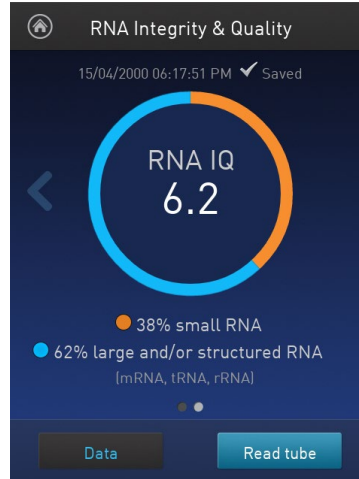 RNA Integrity & Quality
15/04/2000 06:17:51 PM ✔ Saved
RNA IQ
6.2
38% small RNA
62% large and/or structured RNA
(mRNA, tRNA, rRNA)
Data Read tube